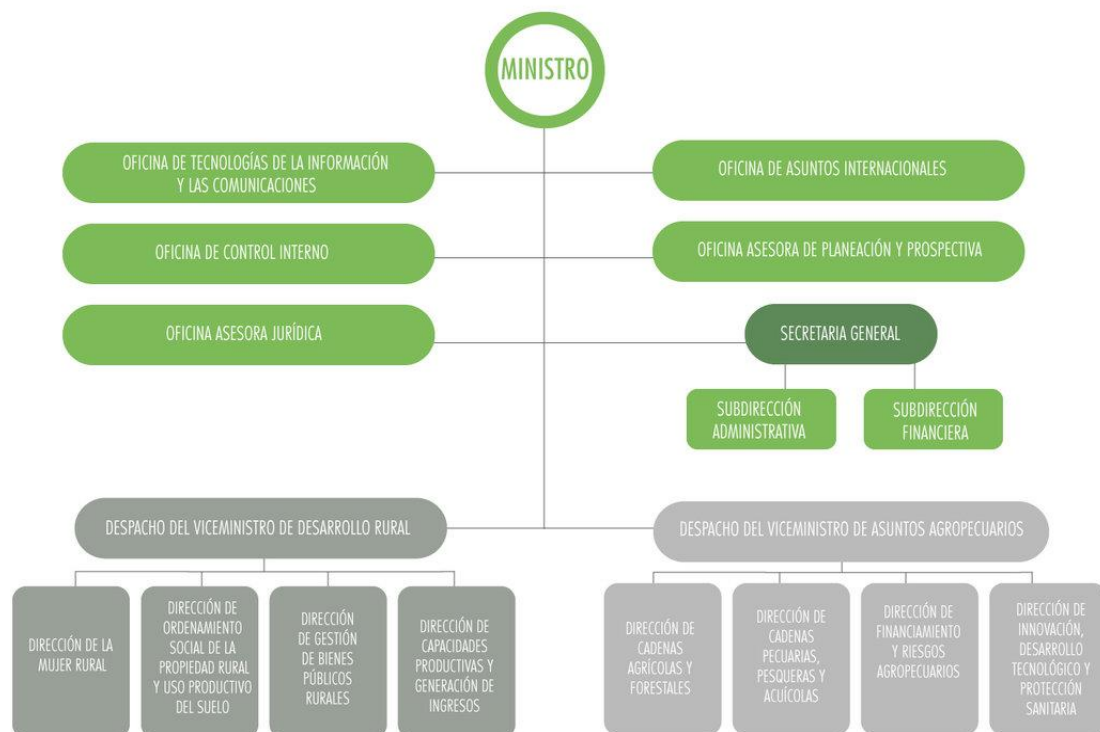 MINISTRO
OFICINA DE TECNOLOGÍAS DE LA INFORMACIÓN
Y LAS COMUNICACIONES
OFICINA DE ASUNTOS INTERNACIONALES
OFICINA DE CONTROL INTERNO
OFICINA ASESORA DE PLANEACIÓN Y PROSPECTIVA
OFICINA ASESORA JURÍDICA
SECRETARIA GENERAL
SUBDIRECCIÓN
ADMINISTRATIVA
SUBDIRECCIÓN
FINANCIERA
DESPACHO DEL VICEMINISTRO DE DESARROLLO RURAL
DESPACHO DEL VICEMINISTRO DE ASUNTOS AGROPECUARIOS
DIRECCIÓN DE LA
MUJER RURAL
DIRECCIÓN DE
ORDENAMIENTO
SOCIAL DE LA
PROPIEDAD RURAL
Y USO PRODUCTIVO
DEL SUELO
DIRECCIÓN
DE GESTIÓN
DE BIENES
PÚBLICOS
RURALES
DIRECCIÓN DE
CAPACIDADES
PRODUCTIVAS Y
GENERACIÓN DE
INGRESOS
DIRECCIÓN DE
CADENAS
AGRÍCOLAS Y
FORESTALES
DIRECCIÓN DE
CADENAS
PECUARIAS,
PESQUERAS Y
ACUÍCOLAS
DIRECCIÓN DE
FINANCIAMIENTO
Y RIESGOS
AGROPECUARIOS
DIRECCIÓN DE
INNOVACIÓN,
DESARROLLO
TECNOLÓGICO Y
PROTECCIÓN
SANITARIA